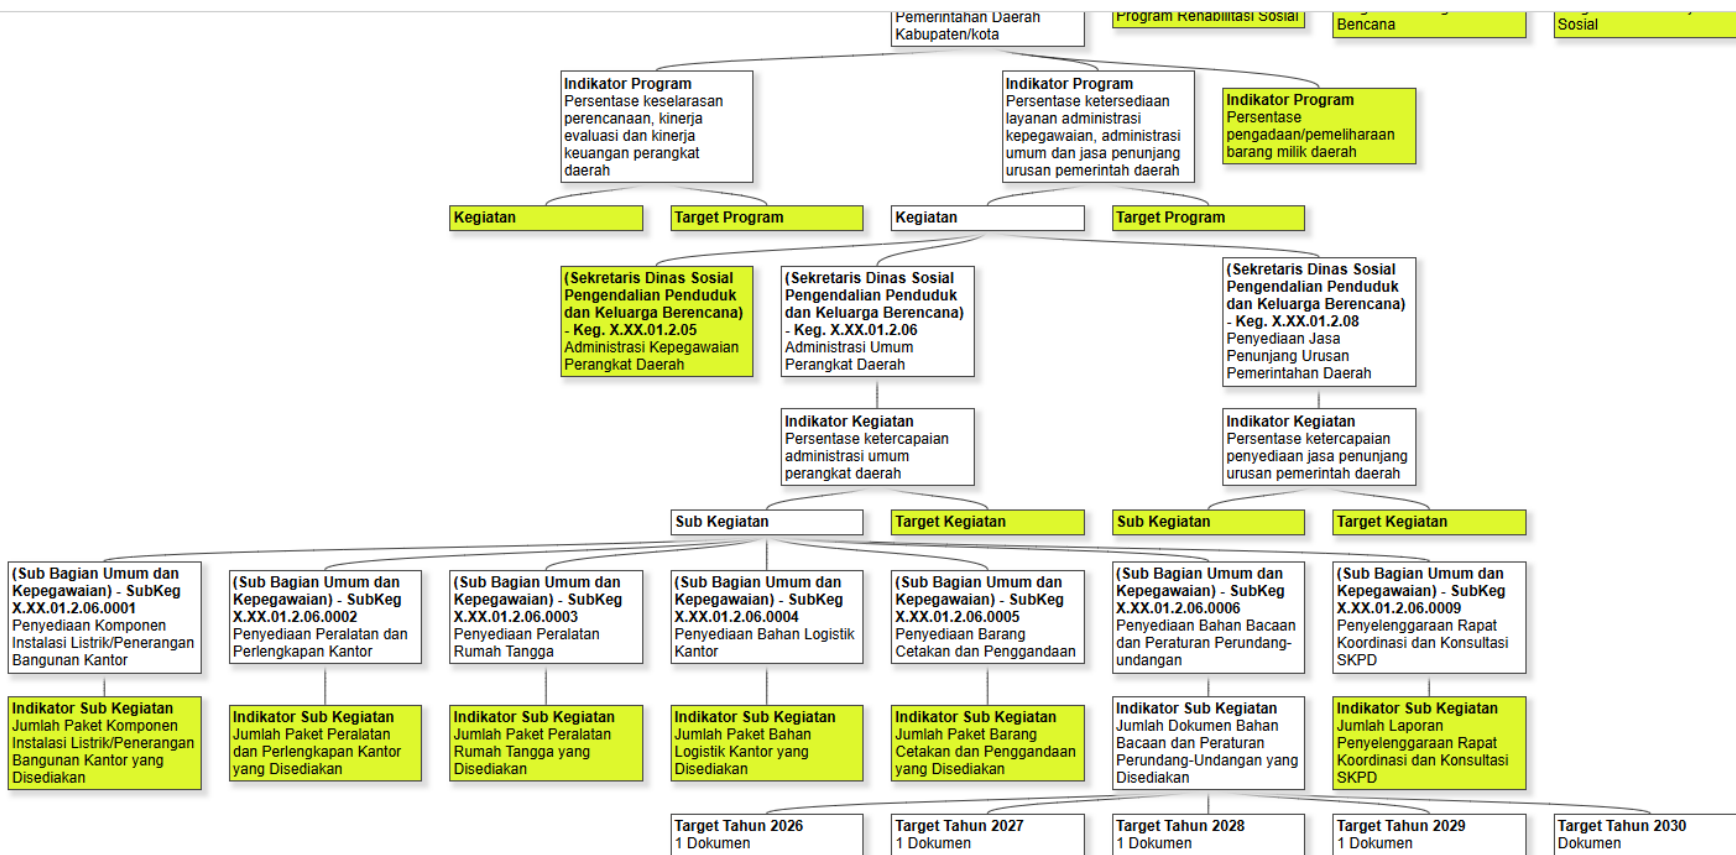 Pemerintahan Daerah
Kabupaten/kota
Program Rehabilitasi Sosial
Bencana
Sosial
Indikator Program
Persentase keselarasan
perencanaan, kinerja
evaluasi dan kinerja
keuangan perangkat
daerah
Indikator Program
Persentase ketersediaan
layanan administrasi
kepegawaian, administrasi
umum dan jasa penunjang
urusan pemerintah daerah
Indikator Program
Persentase
pengadaan/pemeliharaan
barang milik daerah
Kegiatan
Target Program
Kegiatan
Target Program
(Sekretaris Dinas Sosial
Pengendalian Penduduk
dan Keluarga Berencana)
- Keg. X.XX.01.2.05
Administrasi Kepegawaian
Perangkat Daerah
(Sekretaris Dinas Sosial
Pengendalian Penduduk
dan Keluarga Berencana)
- Keg. X.XX.01.2.06
Administrasi Umum
Perangkat Daerah
(Sekretaris Dinas Sosial
Pengendalian Penduduk
dan Keluarga Berencana)
- Keg. X.XX.01.2.08
Penyediaan Jasa
Penunjang Urusan
Pemerintahan Daerah
Indikator Kegiatan
Persentase ketercapaian
administrasi umum
perangkat daerah
Indikator Kegiatan
Persentase ketercapaian
penyediaan jasa penunjang
urusan pemerintah daerah
Sub Kegiatan
Target Kegiatan
Sub Kegiatan
Target Kegiatan
(Sub Bagian Umum dan
Kepegawaian) - SubKeg
X.XX.01.2.06.0001
Penyediaan Komponen
Instalasi Listrik/Penerangan
Bangunan Kantor
(Sub Bagian Umum dan
Kepegawaian) - SubKeg
X.XX.01.2.06.0002
Penyediaan Peralatan dan
Perlengkapan Kantor
(Sub Bagian Umum dan
Kepegawaian) - SubKeg
X.XX.01.2.06.0003
Penyediaan Peralatan
Rumah Tangga
(Sub Bagian Umum dan
Kepegawaian) - SubKeg
X.XX.01.2.06.0004
Penyediaan Bahan Logistik
Kantor
(Sub Bagian Umum dan
Kepegawaian) - SubKeg
X.XX.01.2.06.0005
Penyediaan Barang
Cetakan dan Penggandaan
(Sub Bagian Umum dan
Kepegawaian) - SubKeg
X.XX.01.2.06.0006
Penyediaan Bahan Bacaan
dan Peraturan Perundang-
undangan
(Sub Bagian Umum dan
Kepegawaian) - SubKeg
X.XX.01.2.06.0009
Penyelenggaraan Rapat
Koordinasi dan Konsultasi
SKPD
Indikator Sub Kegiatan
Jumlah Paket Komponen
Instalasi Listrik/Penerangan
Bangunan Kantor yang
Disediakan
Indikator Sub Kegiatan
Jumlah Paket Peralatan
dan Perlengkapan Kantor
yang Disediakan
Indikator Sub Kegiatan
Jumlah Paket Peralatan
Rumah Tangga yang
Disediakan
Indikator Sub Kegiatan
Jumlah Paket Bahan
Logistik Kantor yang
Disediakan
Indikator Sub Kegiatan
Jumlah Paket Barang
Cetakan dan Penggandaan
yang Disediakan
Indikator Sub Kegiatan
Jumlah Dokumen Bahan
Bacaan dan Peraturan
Perundang-Undangan yang
Disediakan
Indikator Sub Kegiatan
Jumlah Laporan
Penyelenggaraan Rapat
Koordinasi dan Konsultasi
SKPD
Target Tahun 2026
1 Dokumen
Target Tahun 2027
1 Dokumen
Target Tahun 2028
1 Dokumen
Target Tahun 2029
1 Dokumen
Target Tahun 2030
Dokumen